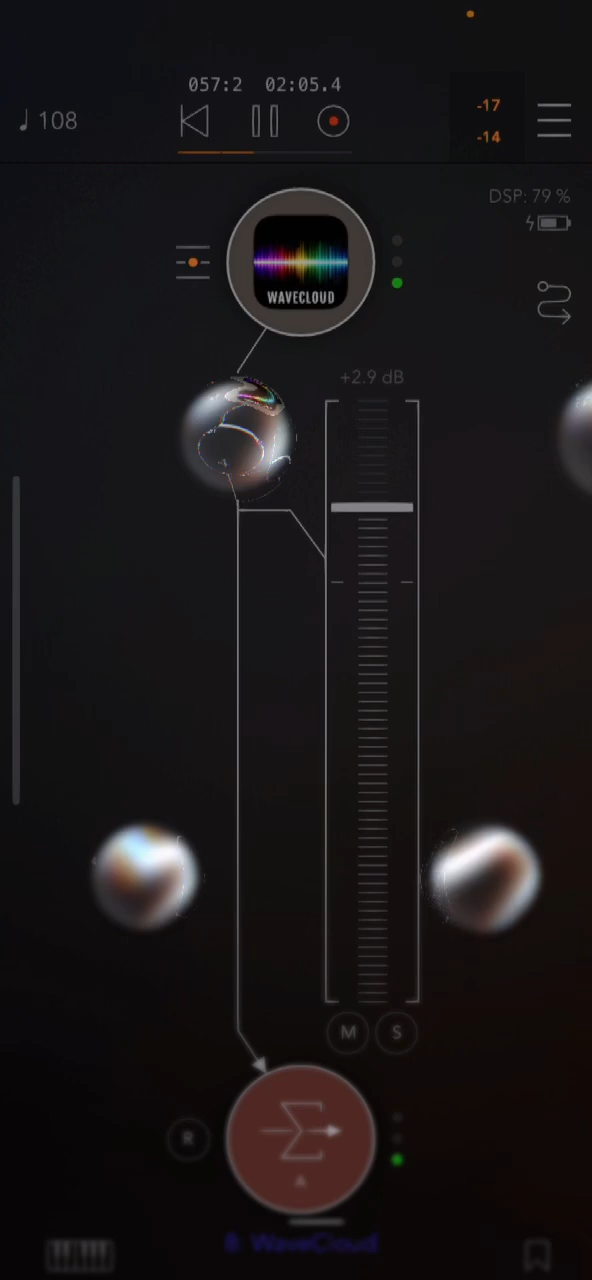 057:2 02:05.4
108
-17
-14
DSP: 79 %
WAVECLOUD
+2.9 dB
M S
R
A
8: WaveCloud